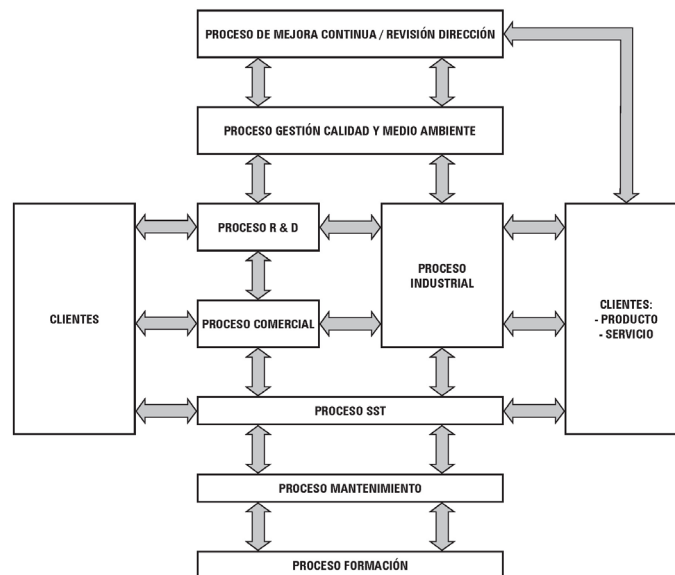 PROCESO DE MEJORA CONTINUA / REVISIÓN DIRECCIÓN
PROCESO GESTIÓN CALIDAD Y MEDIO AMBIENTE
PROCESO R & D
PROCESO
INDUSTRIAL
CLIENTES
PROCESO COMERCIAL
CLIENTES:
- PRODUCTO
- SERVICIO
PROCESO SST
PROCESO MANTENIMIENTO
PROCESO FORMACIÓN